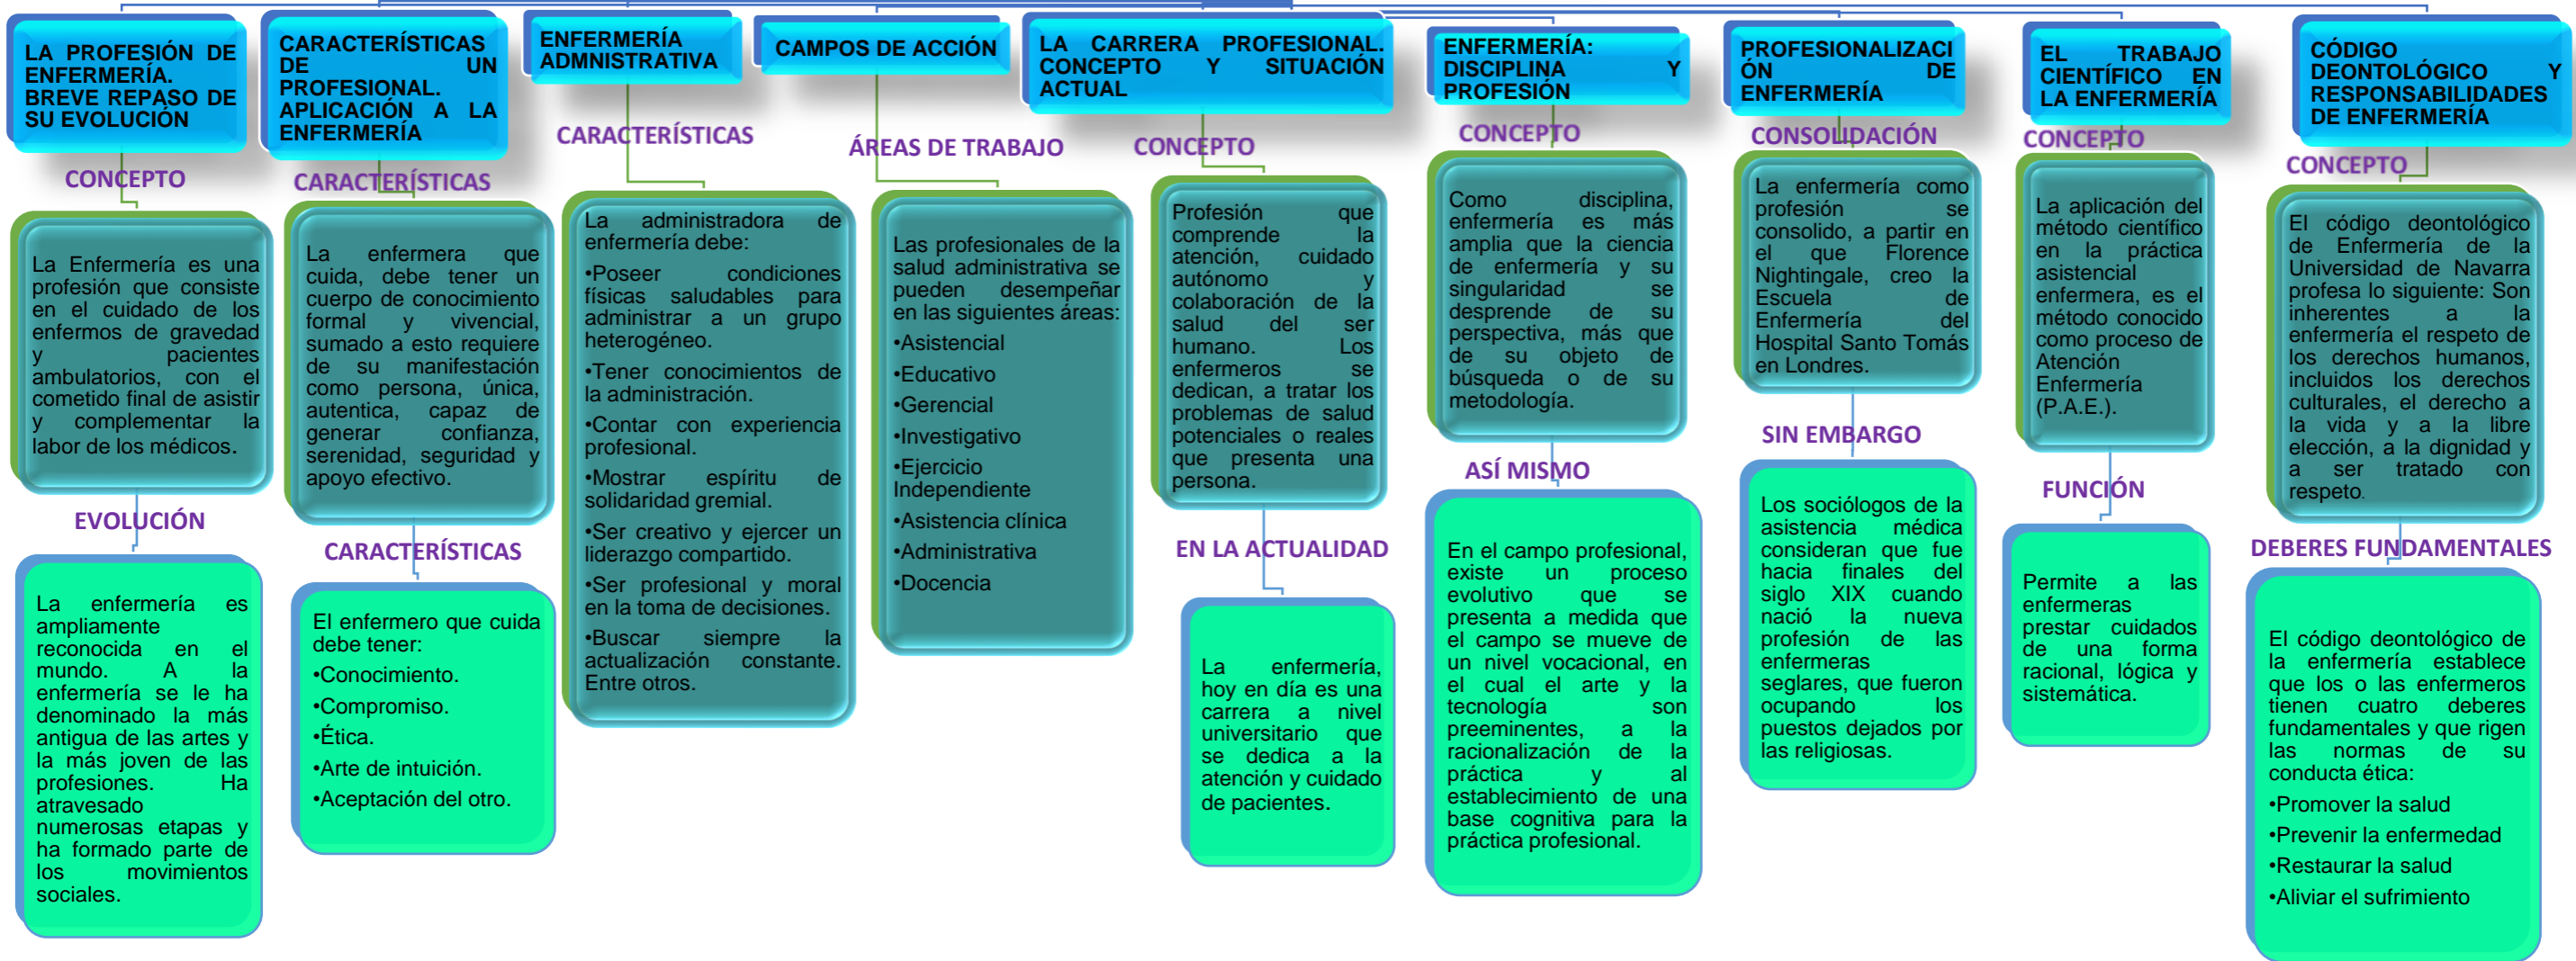 LA PROFESIÓN DE
ENFERMERÍA.
BREVE REPASO DE
SU EVOLUCIÓN
CONCEPTO
La Enfermería es una
profesión que consiste
en el cuidado de los
enfermos de gravedad
y pacientes
ambulatorios, con el
cometido final de asistir
y complementar la
labor de los médicos.
EVOLUCIÓN
La enfermería es
ampliamente
reconocida en el
mundo. A la
enfermería se le ha
denominado la más
antigua de las artes y
la más joven de las
profesiones. Ha
atravesado
numerosas etapas y
ha formado parte de
los movimientos
sociales.
CARACTERÍSTICAS
DE UN
PROFESIONAL.
APLICACIÓN A LA
ENFERMERÍA
CARACTERÍSTICAS
La enfermera que
cuida, debe tener un
cuerpo de conocimiento
formal y vivencial,
sumado a esto requiere
de su manifestación
como persona, única,
autentica, capaz de
generar confianza,
serenidad, seguridad y
apoyo efectivo.
CARACTERÍSTICAS
El enfermero que cuida
debe tener:
•Conocimiento.
•Compromiso.
•Ética.
•Arte de intuición.
•Aceptación del otro.
ENFERMERÍA
ADMNISTRATIVA
CARACTERÍSTICAS
La administradora de
enfermería debe:
•Poseer condiciones
físicas saludables para
administrar a un grupo
heterogéneo.
•Tener conocimientos de
la administración.
•Contar con experiencia
profesional.
•Mostrar espíritu de
solidaridad gremial.
•Ser creativo y ejercer un
liderazgo compartido.
•Ser profesional y moral
en la toma de decisiones.
•Buscar siempre la
actualización constante.
Entre otros.
CAMPOS DE ACCIÓN
ÁREAS DE TRABAJO
Las profesionales de la
salud administrativa se
pueden desempeñar
en las siguientes áreas:
•Asistencial
•Educativo
•Gerencial
•Investigativo
•Ejercicio
Independiente
•Asistencia clínica
•Administrativa
•Docencia
LA CARRERA PROFESIONAL.
CONCEPTO Y SITUACIÓN
ACTUAL
CONCEPTO
Profesión que
comprende la
atención, cuidado
autónomo y
colaboración de la
salud del ser
humano. Los
enfermeros se
dedican, a tratar los
problemas de salud
potenciales o reales
que presenta una
persona.
EN LA ACTUALIDAD
La enfermería,
hoy en día es una
carrera a nivel
universitario que
se dedica a la
atención y cuidado
de pacientes.
ENFERMERÍA:
DISCIPLINA Y
PROFESIÓN
CONCEPTO
Como disciplina,
enfermería es más
amplia que la ciencia
de enfermería y su
singularidad se
desprende de su
perspectiva, más que
de su objeto de
búsqueda o de su
metodología.
ASÍ MISMO
En el campo profesional,
existe un proceso
evolutivo que se
presenta a medida que
el campo se mueve de
un nivel vocacional, en
el cual el arte y la
tecnología son
preeminentes, a la
racionalización de la
práctica y al
establecimiento de una
base cognitiva para la
práctica profesional.
PROFESIONALIZACI
ÓN DE
ENFERMERÍA
CONSOLIDACIÓN
La enfermería como
profesión se
consolido, a partir en
el que Florence
Nightingale, creo la
Escuela de
Enfermería del
Hospital Santo Tomás
en Londres.
SIN EMBARGO
Los sociólogos de la
asistencia médica
consideran que fue
hacia finales del
siglo XIX cuando
nació la nueva
profesión de las
enfermeras
seglares, que fueron
ocupando los
puestos dejados por
las religiosas.
EL TRABAJO
CIENTÍFICO EN
LA ENFERMERÍA
CONCEPTO
La aplicación del
método científico
en la práctica
asistencial
enfermera, es el
método conocido
como proceso de
Atención
Enfermería
(P.A.E.).
FUNCIÓN
Permite a las
enfermeras
prestar cuidados
de una forma
racional, lógica y
sistemática.
CÓDIGO
DEONTOLÓGICO Y
RESPONSABILIDADES
DE ENFERMERÍA
CONCEPTO
El código deontológico
de Enfermería de la
Universidad de Navarra
profesa lo siguiente: Son
inherentes a la
enfermería el respeto de
los derechos humanos,
incluidos los derechos
culturales, el derecho a
la vida y a la libre
elección, a la dignidad y
a ser tratado con
respeto.
DEBERES FUNDAMENTALES
El código deontológico de
la enfermería establece
que los o las enfermeros
tienen cuatro deberes
fundamentales y que rigen
las normas de su
conducta ética:
•Promover la salud
•Prevenir la enfermedad
•Restaurar la salud
•Aliviar el sufrimiento